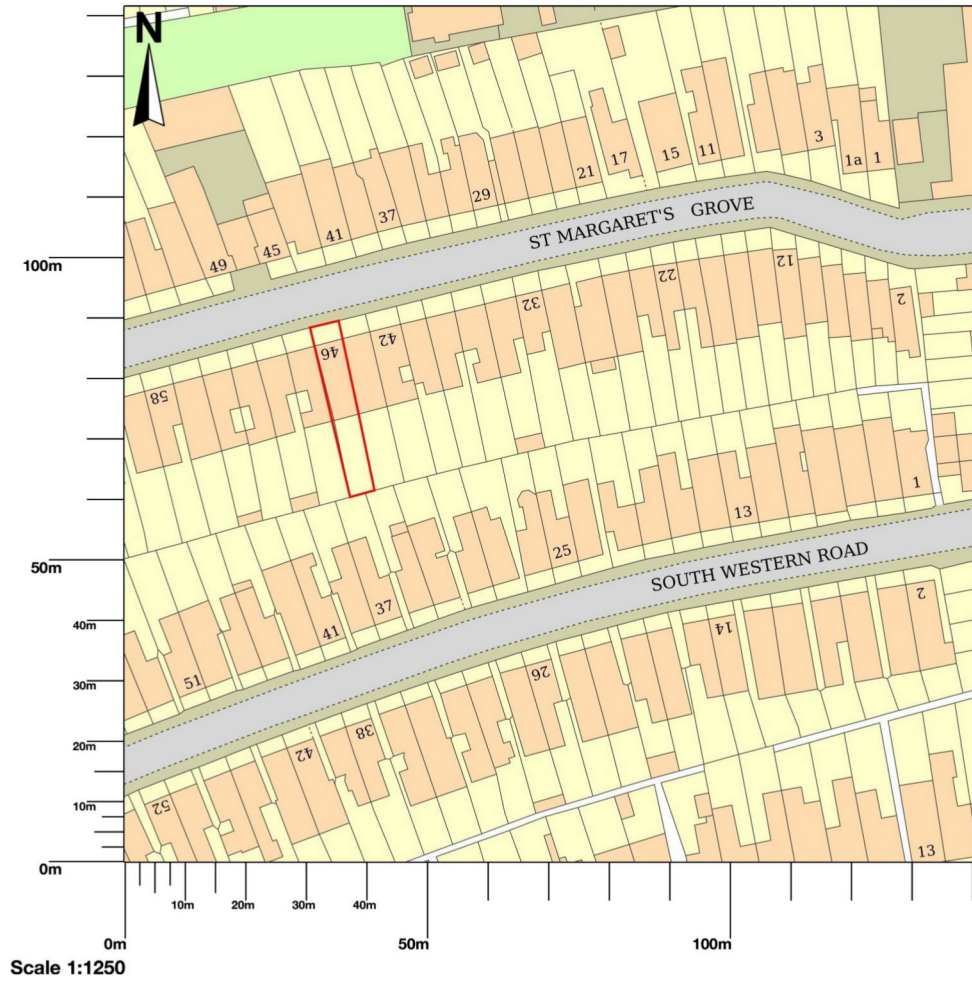 N
3
1a
1
11
15
17
21
29
37
41
45
49
ST MARGARET'S GROVE
100m
12
22
2
32
42
46
58
1
13
50m
25
SOUTH WESTERN ROAD
40m
37
2
41
14
30m
51
26
38
20m
42
10m
52
13
0m
10m
20m
30m
40m
0m
50m
100m
Scale 1:1250